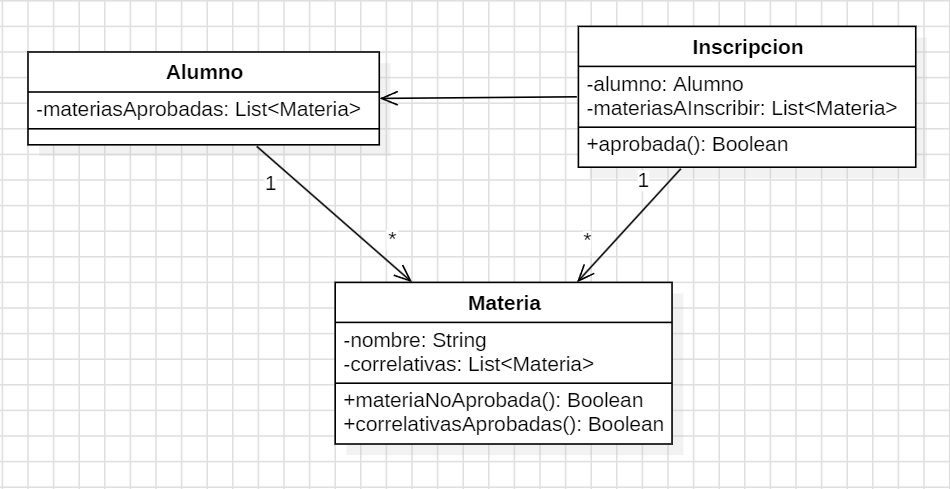 Alumno
-materiasAprobadas: List<Materia>
Inscripcion
-alumno: Alumno
-materiasAInscribir: List<Materia>
+aprobada(): Boolean
1
*
1
*
Materia
-nombre: String
-correlativas: List<Materia>
+materiaNoAprobada(): Boolean
+correlativasAprobadas(): Boolean